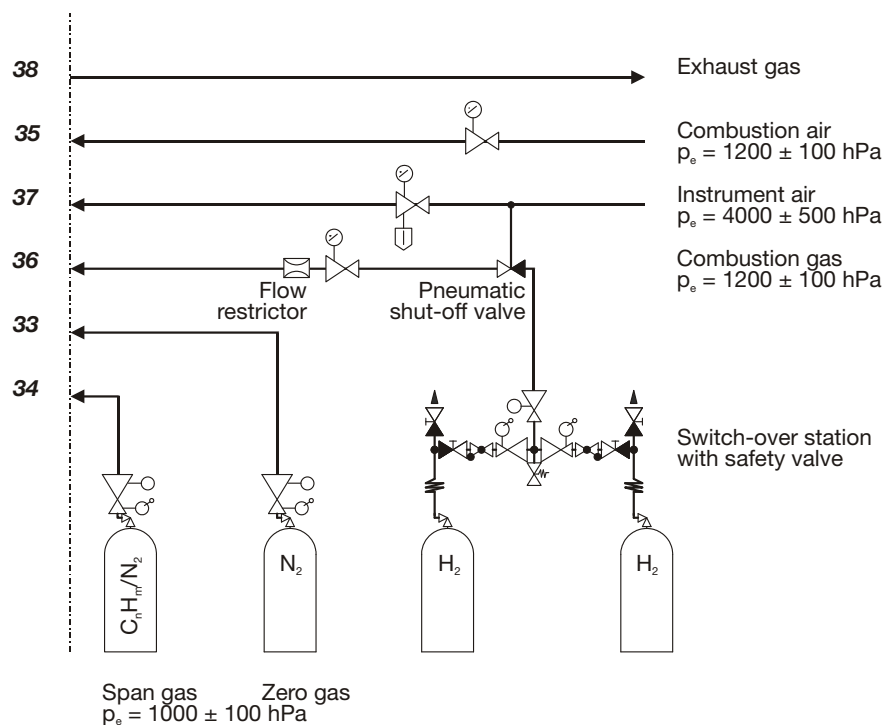 38
Exhaust gas
35
Combustion air
pₑ = 1200 ± 100 hPa
37
Instrument air
pₑ = 4000 ± 500 hPa
36
Combustion gas
pₑ = 1200 ± 100 hPa
Flow
restrictor
Pneumatic
shut-off valve
33
34
Switch-over station
with safety valve
CₙHₘ/N₂
N₂
H₂
H₂
Span gas
pₑ = 1000 ± 100 hPa
Zero gas